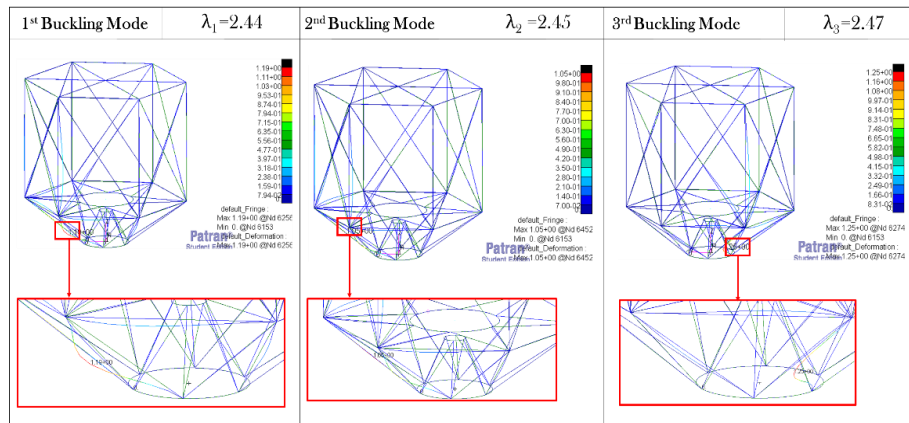 1st Buckling Mode
λ1=2.44
1.19+00
1.11+00
1.03+00
9.53-01
8.74-01
7.94-01
7.15-01
6.35-01
5.56-01
4.77-01
3.97-01
3.18-01
2.38-01
1.59-01
7.94-02
0.
default_Fringe :
Max 1.19+00 @Nd 6256
Min 0. @Nd 6153
default_Deformation :
Max 1.19+00 @Nd 6256
Patran
Student Edition
1.19+00
2nd Buckling Mode
λ2=2.45
1.05+00
9.80-01
9.10-01
8.40-01
7.70-01
7.00-01
6.30-01
5.60-01
4.90-01
4.20-01
3.50-01
2.80-01
2.10-01
1.40-01
7.00-02
0.
default_Fringe :
Max 1.05+00 @Nd 6452
Min 0. @Nd 6153
default_Deformation :
Max 1.05+00 @Nd 6452
Patran
Student Edition
1.05+00
3rd Buckling Mode
λ3=2.47
1.25+00
1.16+00
1.08+00
9.97-01
9.14-01
8.31-01
7.48-01
6.65-01
5.82-01
4.98-01
4.15-01
3.32-01
2.49-01
1.66-01
8.31-02
0.
default_Fringe :
Max 1.25+00 @Nd 6274
Min 0. @Nd 6153
default_Deformation :
Max 1.25+00 @Nd 6274
Patran
Student Edition
1.25+00